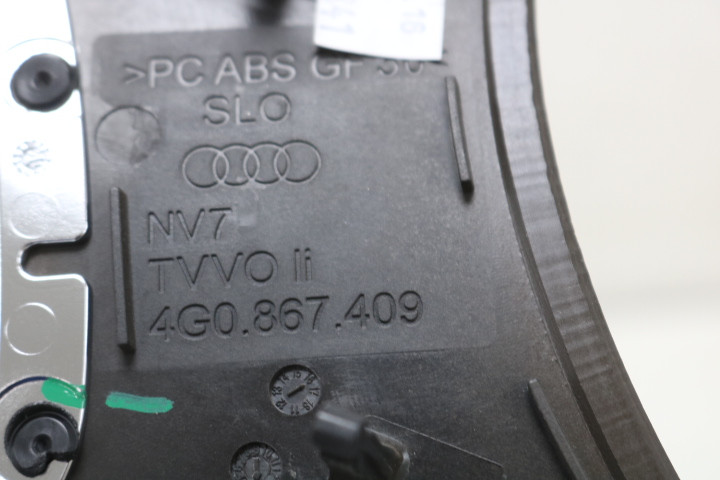 >PC ABS GF
SLO
NV7
TVVO li
4G0.867.409